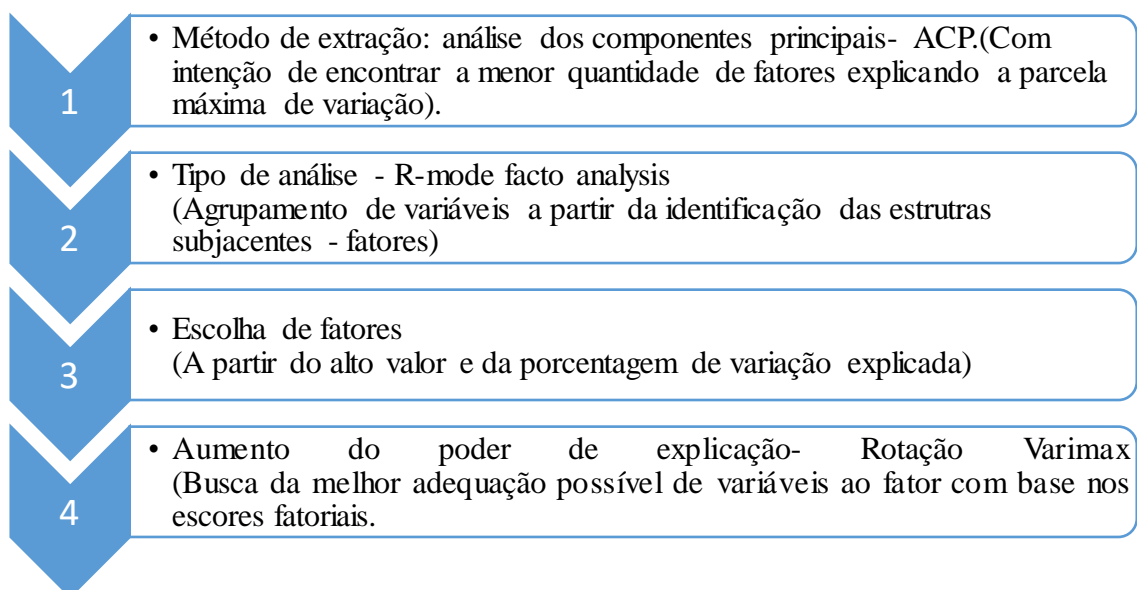 1
• Método de extração: análise dos componentes principais- ACP.(Com
intenção de encontrar a menor quantidade de fatores explicando a parcela
máxima de variação).
2
• Tipo de análise - R-mode facto analysis
(Agrupamento de variáveis a partir da identificação das estrutras
subjacentes - fatores)
3
• Escolha de fatores
(A partir do alto valor e da porcentagem de variação explicada)
4
• Aumento do poder de explicação- Rotação Varimax
(Busca da melhor adequação possível de variáveis ao fator com base nos
escores fatoriais.